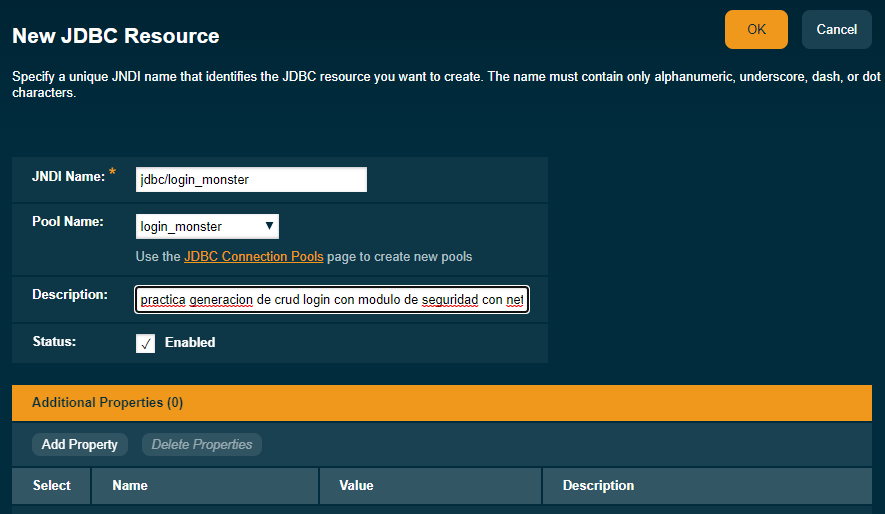 New JDBC Resource
OK
Cancel
Specify a unique JNDI name that identifies the JDBC resource you want to create. The name must contain only alphanumeric, underscore, dash, or dot
characters.
JNDI Name: *
jdbc/login_monster
Pool Name:
login_monster
Use the JDBC Connection Pools page to create new pools
Description:
practica generacion de crud login con modulo de seguridad con net
Status:
Enabled
Additional Properties (0)
Add Property
Delete Properties
Select Name Value Description